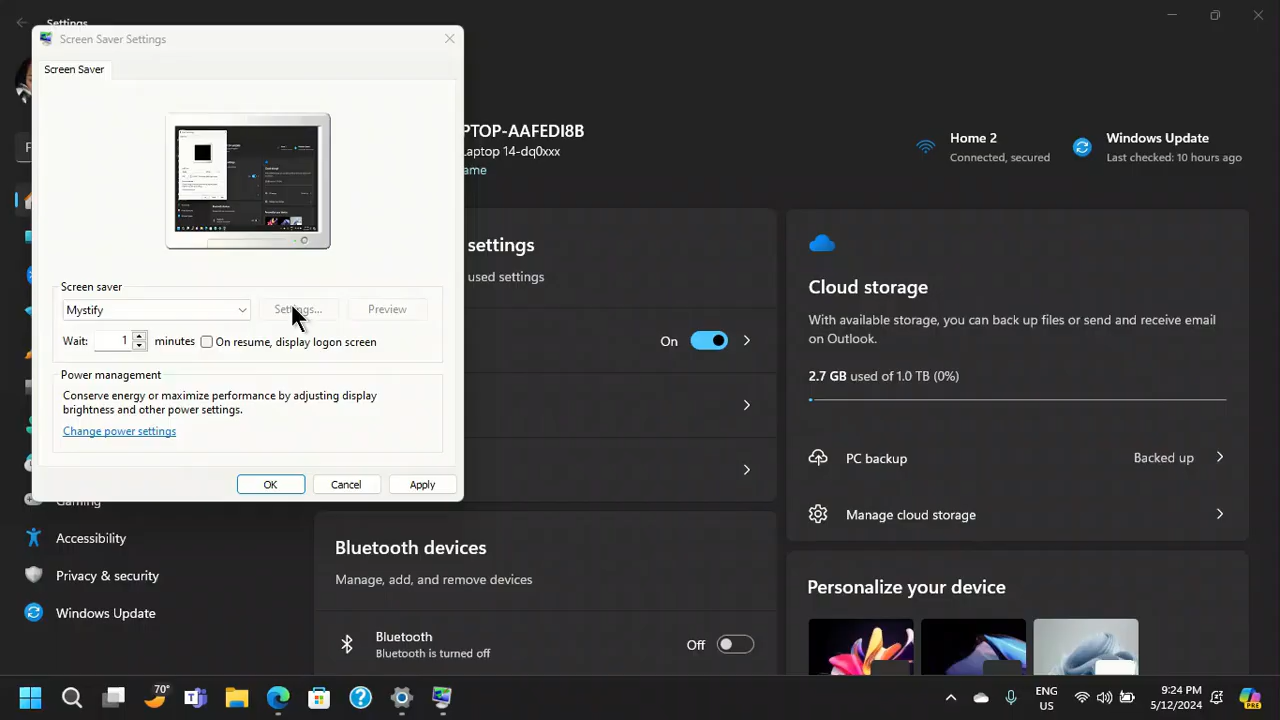 Settings
Screen Saver Settings
Screen Saver
PTOP-AAFEDI8B
Laptop 14-dq0xxx
ame
Home 2
Connected, secured
Windows Update
Last checked: 10 hours ago
settings
used settings
Screen saver
Mystify
Settings...
Preview
Wait: 1 minutes
On resume, display logon screen
On
Power management
Conserve energy or maximize performance by adjusting display
brightness and other power settings.
Change power settings
OK
Cancel
Apply
Cloud storage
With available storage, you can back up files or send and receive email
on Outlook.
2.7 GB used of 1.0 TB (0%)
PC backup
Backed up
Manage cloud storage
Gaming
Accessibility
Privacy & security
Windows Update
Bluetooth devices
Manage, add, and remove devices
Bluetooth
Bluetooth is turned off
Off
Personalize your device
70°
ENG
US
9:24 PM
5/12/2024
PRE